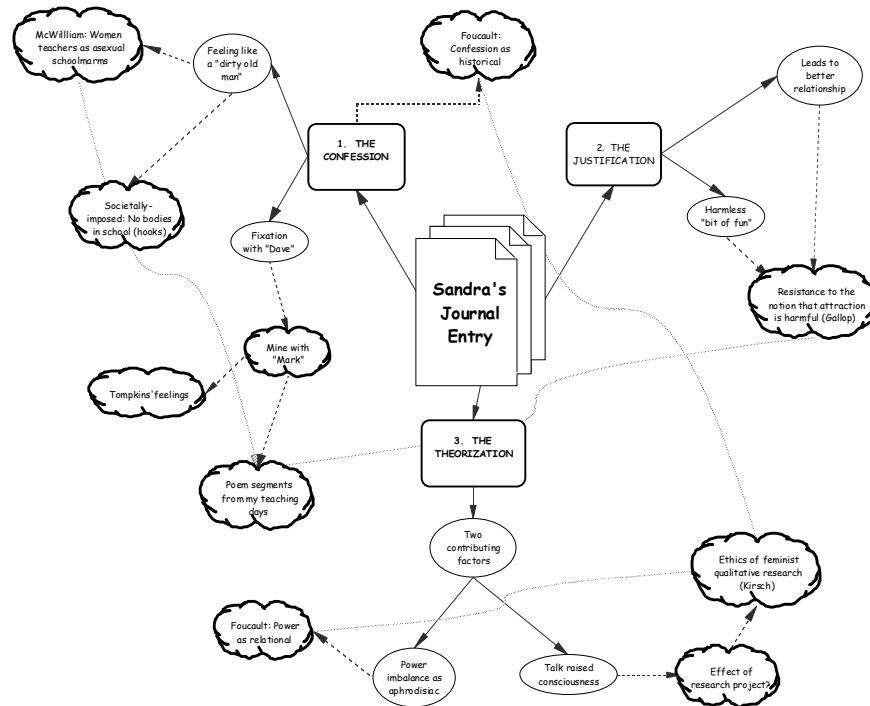 McWillliam: Women
teachers as asexual
schoolmarms
Feeling like
a "dirty old
man"
Foucault:
Confession as
historical
Leads to
better
relationship
1. THE
CONFESSION
2. THE
JUSTIFICATION
Societally-
imposed: No bodies
in school (hooks)
Fixation
with "Dave"
Harmless
"bit of fun"
Sandra's
Journal
Entry
Resistance to the
notion that attraction
is harmful (Gallop)
Mine with
"Mark"
Tompkins' feelings
3. THE
THEORIZATION
Poem segments
from my teaching
days
Two
contributing
factors
Ethics of feminist
qualitative research
(Kirsch)
Foucault: Power
as relational
Power
imbalance as
aphrodisiac
Talk raised
consciousness
Effect of
research project?